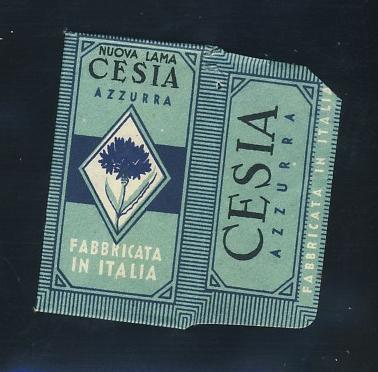 NUOVA LAMA
CESIA
AZZURRA
FABBRICATA
IN ITALIA
CESIA
AZZURRA
FABBRICATA IN ITALIA